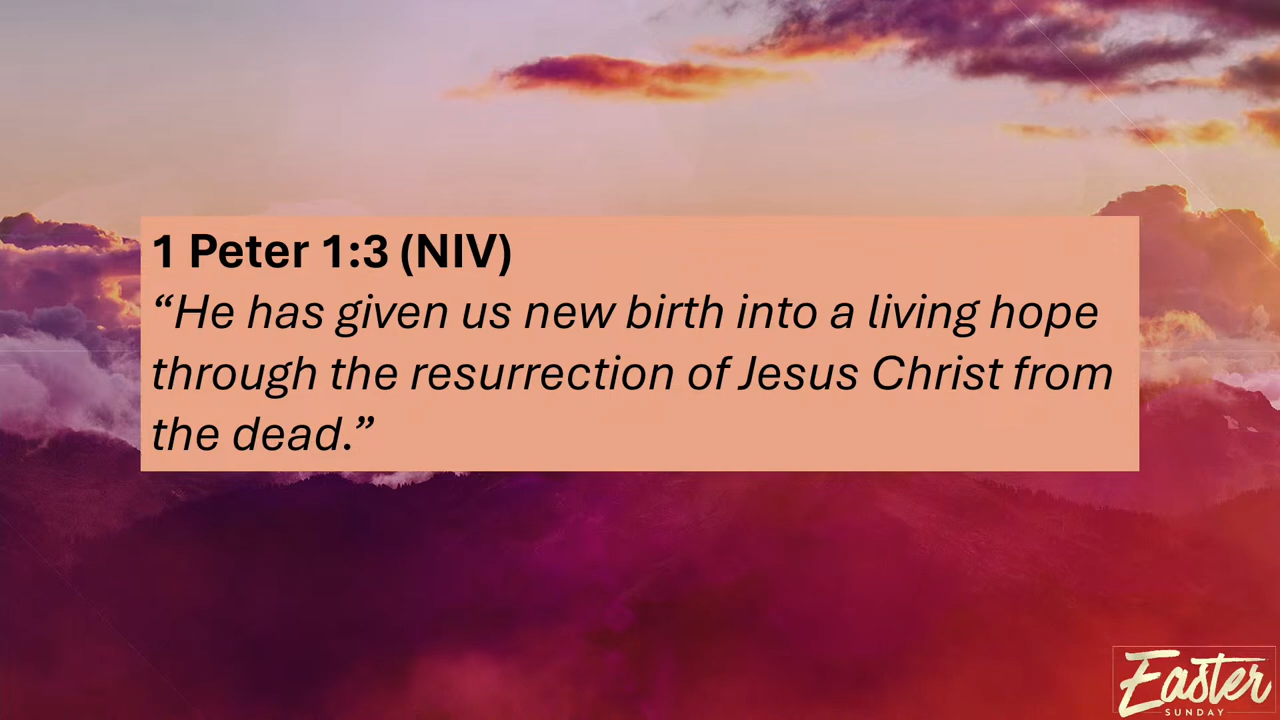 1 Peter 1:3 (NIV)
“He has given us new birth into a living hope
through the resurrection of Jesus Christ from
the dead.”
Easter
SUNDAY